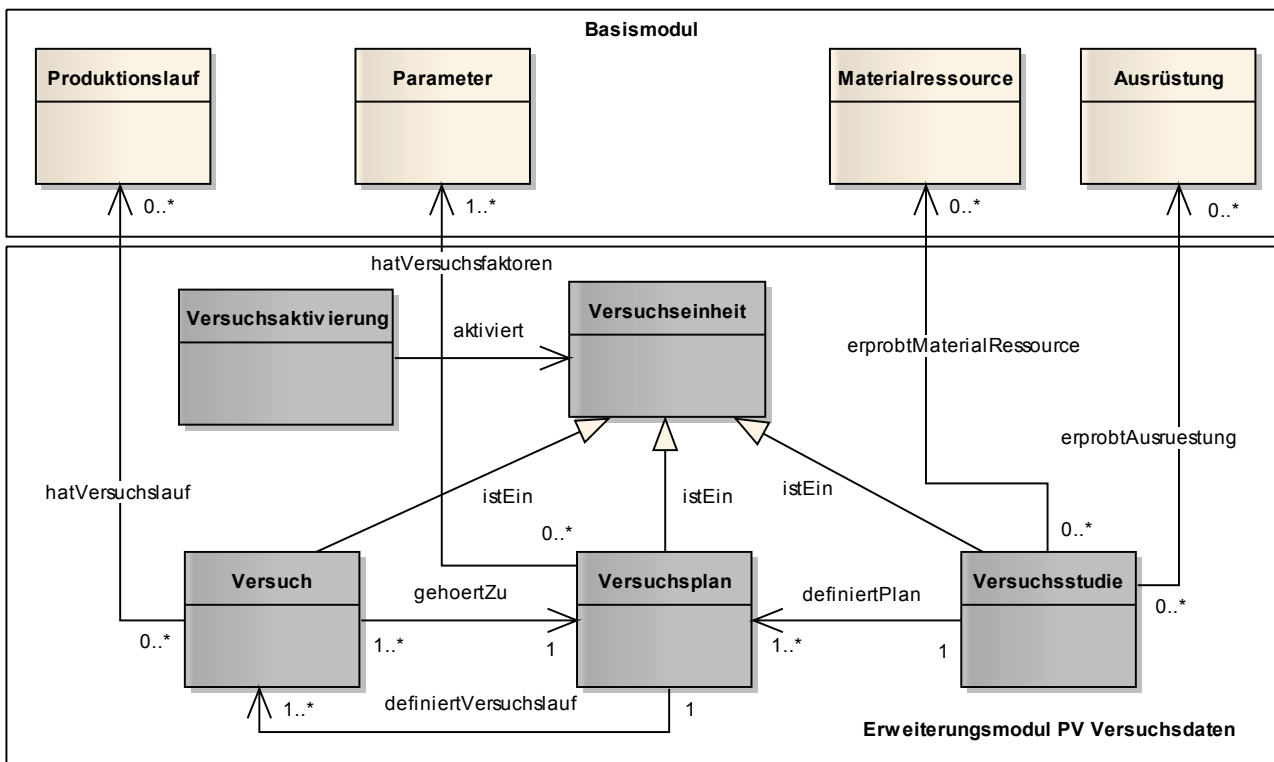 Basismodul
Produktionslauf
Parameter
Materialressource
Ausrüstung
0..*
1..*
0..*
0..*
hatVersuchsfaktoren
Versuchsaktivierung
aktiviert
Versuchseinheit
erprobtMaterialRessource
erprobtAusruestung
hatVersuchslauf
istEin
istEin
istEin
0..*
0..*
Versuch
gehoertZu
Versuchsplan
definiertPlan
Versuchsstudie
0..*
0..*
1..*
1
1..*
1
1..*
definiertVersuchslauf
1
Erweiterungsmodul PV Versuchsdaten